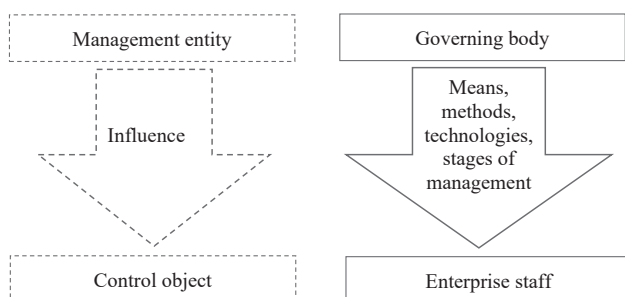 Management entity
Influence
Control object
Governing body
Means,
methods,
technologies,
stages of
management
Enterprise staff